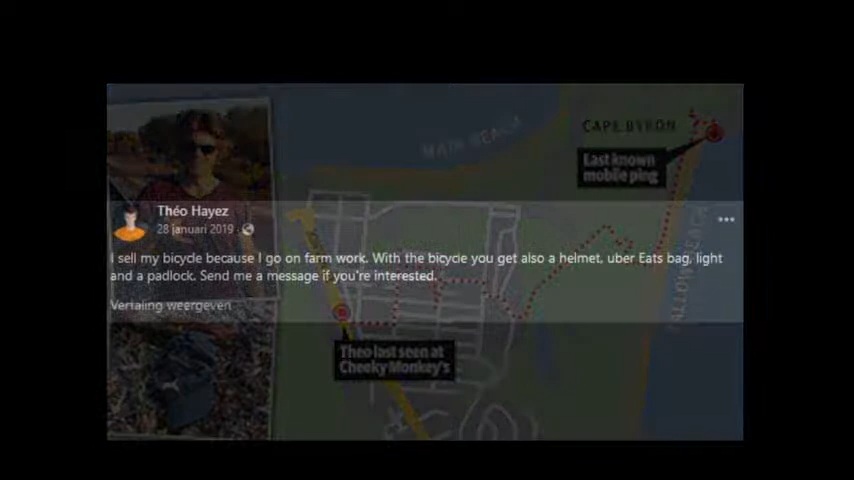 MAIN BEACH
CAPE BYRON
Last known
mobile ping
Théo Hayez
28 januari 2019
I sell my bicycle because I go on farm work. With the bicycle you get also a helmet, uber Eats bag, light
and a padlock. Send me a message if you're interested.
Vertaling weergeven
TALLOW BEACH
Theo last seen at
Cheeky Monkey's